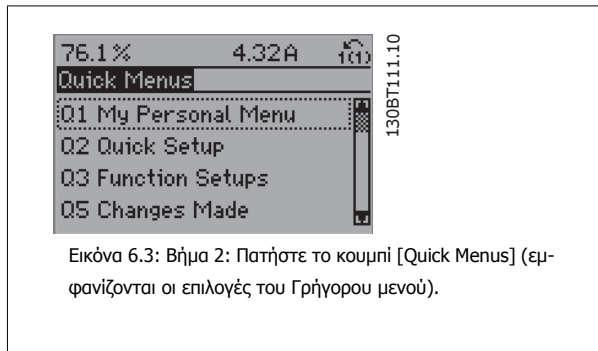 76.1% 4.32A 1(1)
Quick Menus
Q1 My Personal Menu
Q2 Quick Setup
Q3 Function Setups
Q5 Changes Made
130BT111.10
Εικόνα 6.3: Βήμα 2: Πατήστε το κουμπί [Quick Menus] (εμ-
φανίζονται οι επιλογές του Γρήγορου μενού).